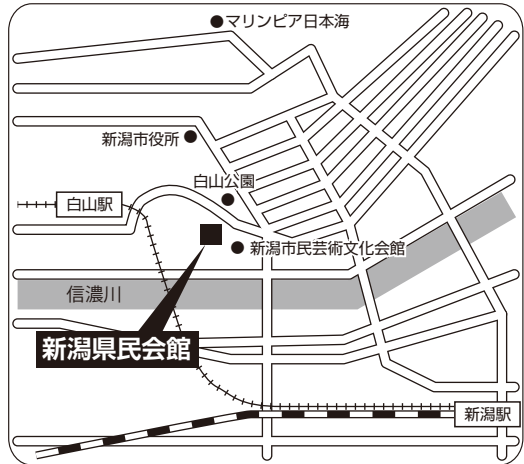 マリンピア日本海
新潟市役所
白山公園
白山駅
新潟市民芸術文化会館
信濃川
新潟県民会館
新潟駅